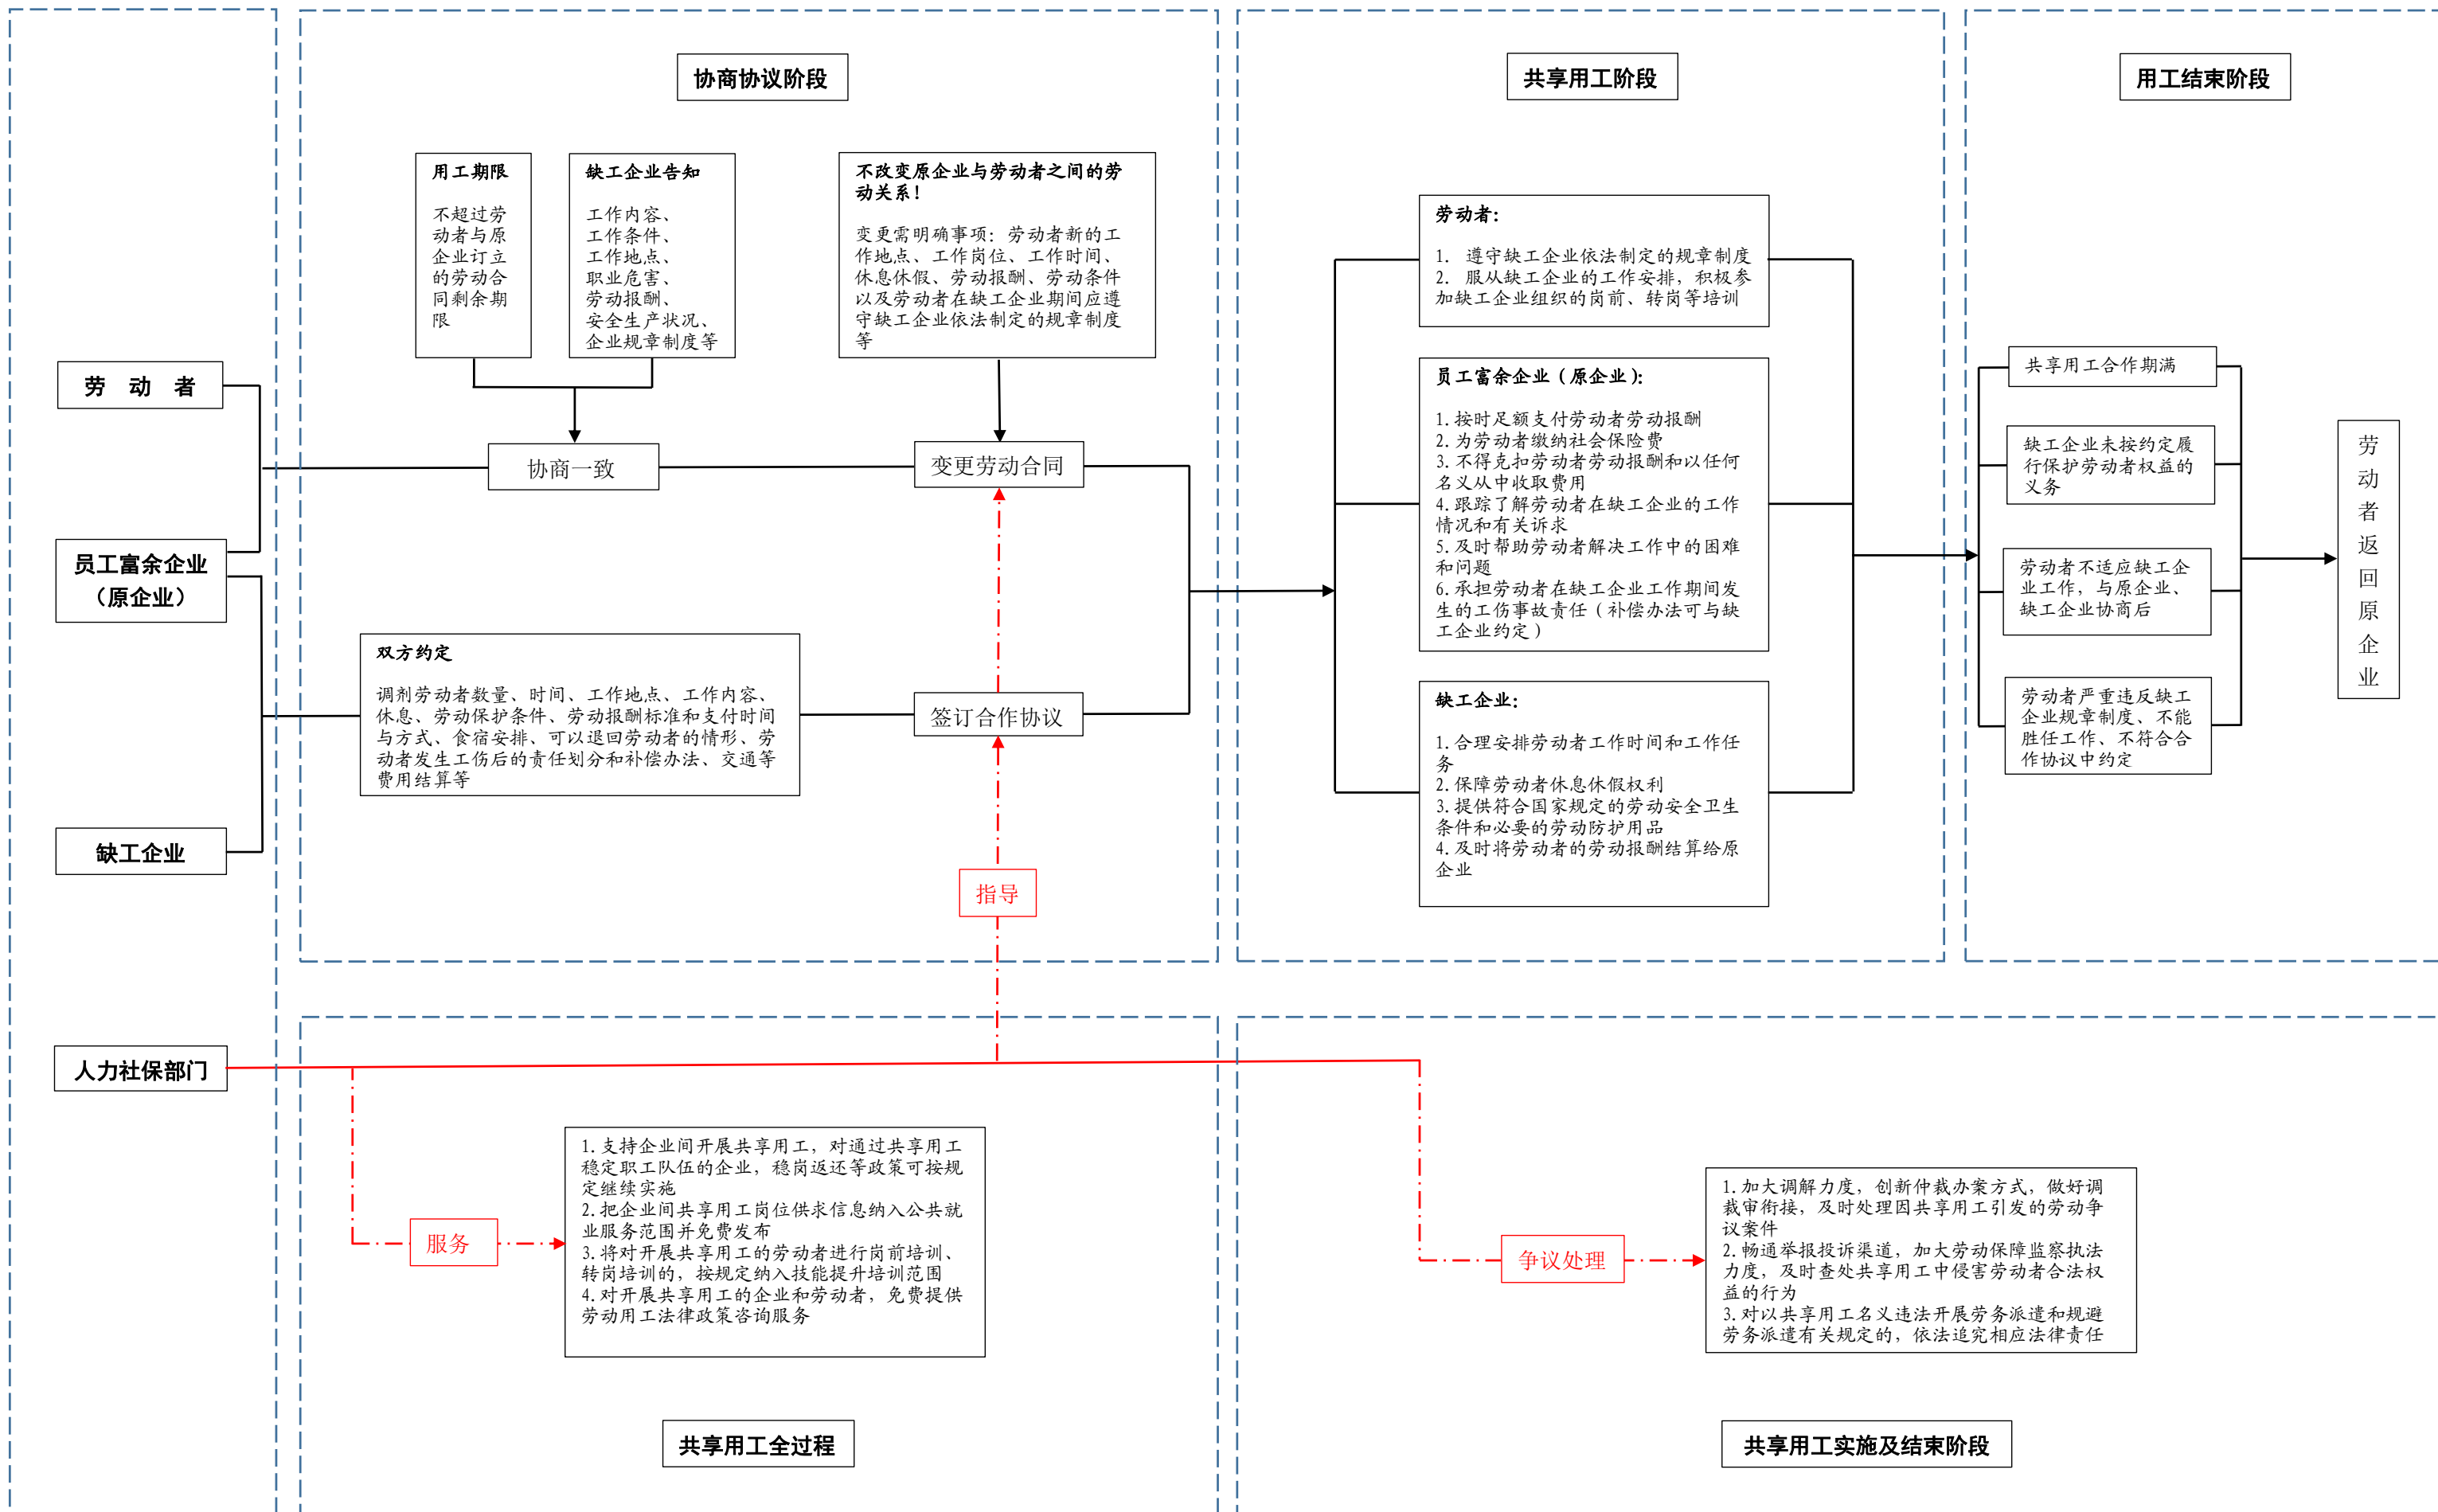 协商协议阶段
共享用工阶段
用工结束阶段
用工期限
不超过劳
动者与原
企业订立
的劳动合
同剩余期
限
缺工企业告知
工作内容、
工作条件、
工作地点、
职业危害、
劳动报酬、
安全生产状况、
企业规章制度等
不改变原企业与劳动者之间的劳
动关系！
变更需明确事项：劳动者新的工
作地点、工作岗位、工作时间、
休息休假、劳动报酬、劳动条件
以及劳动者在缺工企业期间应遵
守缺工企业依法制定的规章制度
等
劳动者
员工富余企业
（原企业）
缺工企业
人力社保部门
协商一致
变更劳动合同
双方约定
调剂劳动者数量、时间、工作地点、工作内容、
休息、劳动保护条件、劳动报酬标准和支付时间
与方式、食宿安排、可以退回劳动者的情形、劳
动者发生工伤后的责任划分和补偿办法、交通等
费用结算等
签订合作协议
指导
劳动者：
1. 遵守缺工企业依法制定的规章制度
2. 服从缺工企业的工作安排，积极参
加缺工企业组织的岗前、转岗等培训
员工富余企业（原企业）：
1.按时足额支付劳动者劳动报酬
2.为劳动者缴纳社会保险费
3.不得克扣劳动者劳动报酬和以任何
名义从中收取费用
4.跟踪了解劳动者在缺工企业的工作
情况和有关诉求
5.及时帮助劳动者解决工作中的困难
和问题
6.承担劳动者在缺工企业工作期间发
生的工伤事故责任（补偿办法可与缺
工企业约定）
缺工企业：
1.合理安排劳动者工作时间和工作任
务
2.保障劳动者休息休假权利
3.提供符合国家规定的劳动安全卫生
条件和必要的劳动防护用品
4.及时将劳动者的劳动报酬结算给原
企业
共享用工合作期满
缺工企业未按约定履
行保护劳动者权益的
义务
劳动者不适应缺工企
业工作，与原企业、
缺工企业协商后
劳动者严重违反缺工
企业规章制度、不能
胜任工作、不符合合
作协议中约定
劳动者返回原企业
服务
1.支持企业间开展共享用工，对通过共享用工
稳定职工队伍的企业，稳岗返还等政策可按规
定继续实施
2.把企业间共享用工岗位供求信息纳入公共就
业服务范围并免费发布
3.将对开展共享用工的劳动者进行岗前培训、
转岗培训的，按规定纳入技能提升培训范围
4.对开展共享用工的企业和劳动者，免费提供
劳动用工法律政策咨询服务
争议处理
1.加大调解力度，创新仲裁办案方式，做好调
裁审衔接，及时处理因共享用工引发的劳动争
议案件
2.畅通举报投诉渠道，加大劳动保障监察执法
力度，及时查处共享用工中侵害劳动者合法权
益的行为
3.对以共享用工名义违法开展劳务派遣和规避
劳务派遣有关规定的，依法追究相应法律责任
共享用工全过程
共享用工实施及结束阶段